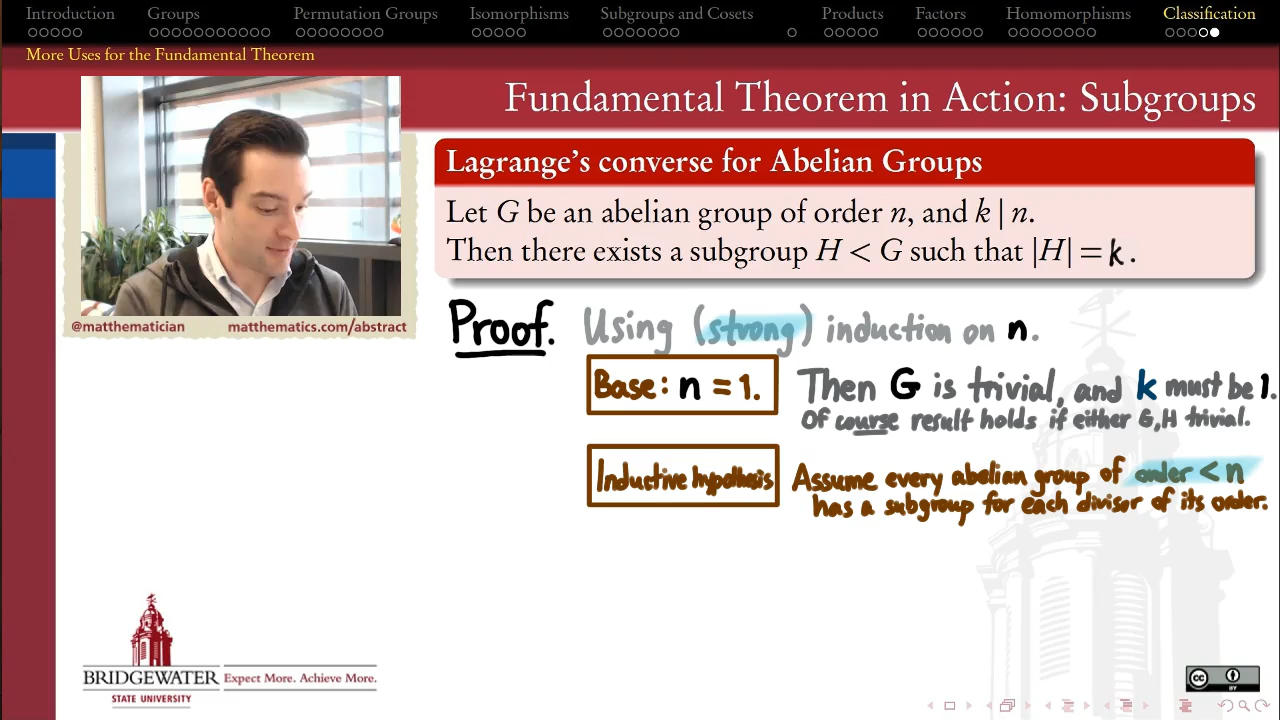 Introduction Groups Permutation Groups Isomorphisms Subgroups and Cosets Products Factors Homomorphisms Classification
More Uses for the Fundamental Theorem
Fundamental Theorem in Action: Subgroups
Lagrange's converse for Abelian Groups
Let G be an abelian group of order n, and k | n.
Then there exists a subgroup H < G such that |H| = k.
@matthematician matthematics.com/abstract
Proof. Using (strong) induction on n.
Base: n = 1. Then G is trivial, and k must be 1.
Of course result holds if either G, H trivial.
Inductive hypothesis Assume every abelian group of order < n
has a subgroup for each divisor of its order.
BRIDGEWATER Expect More. Achieve More.
STATE UNIVERSITY
CC BY